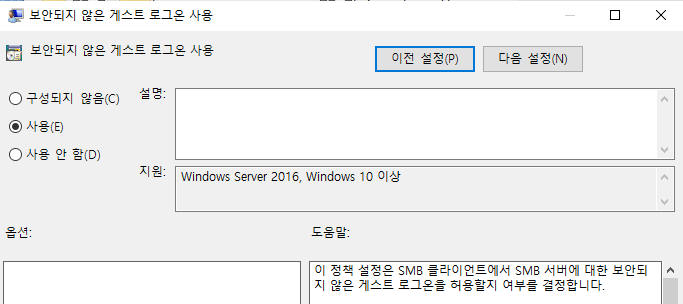 보안되지 않은 게스트 로그온 사용
보안되지 않은 게스트 로그온 사용
이전 설정(P)
다음 설정(N)
구성되지 않음(C)
설명:
사용(E)
사용 안 함(D)
지원:
Windows Server 2016, Windows 10 이상
옵션:
도움말:
이 정책 설정은 SMB 클라이언트에서 SMB 서버에 대한 보안되
지 않은 게스트 로그온을 허용할지 여부를 결정합니다.